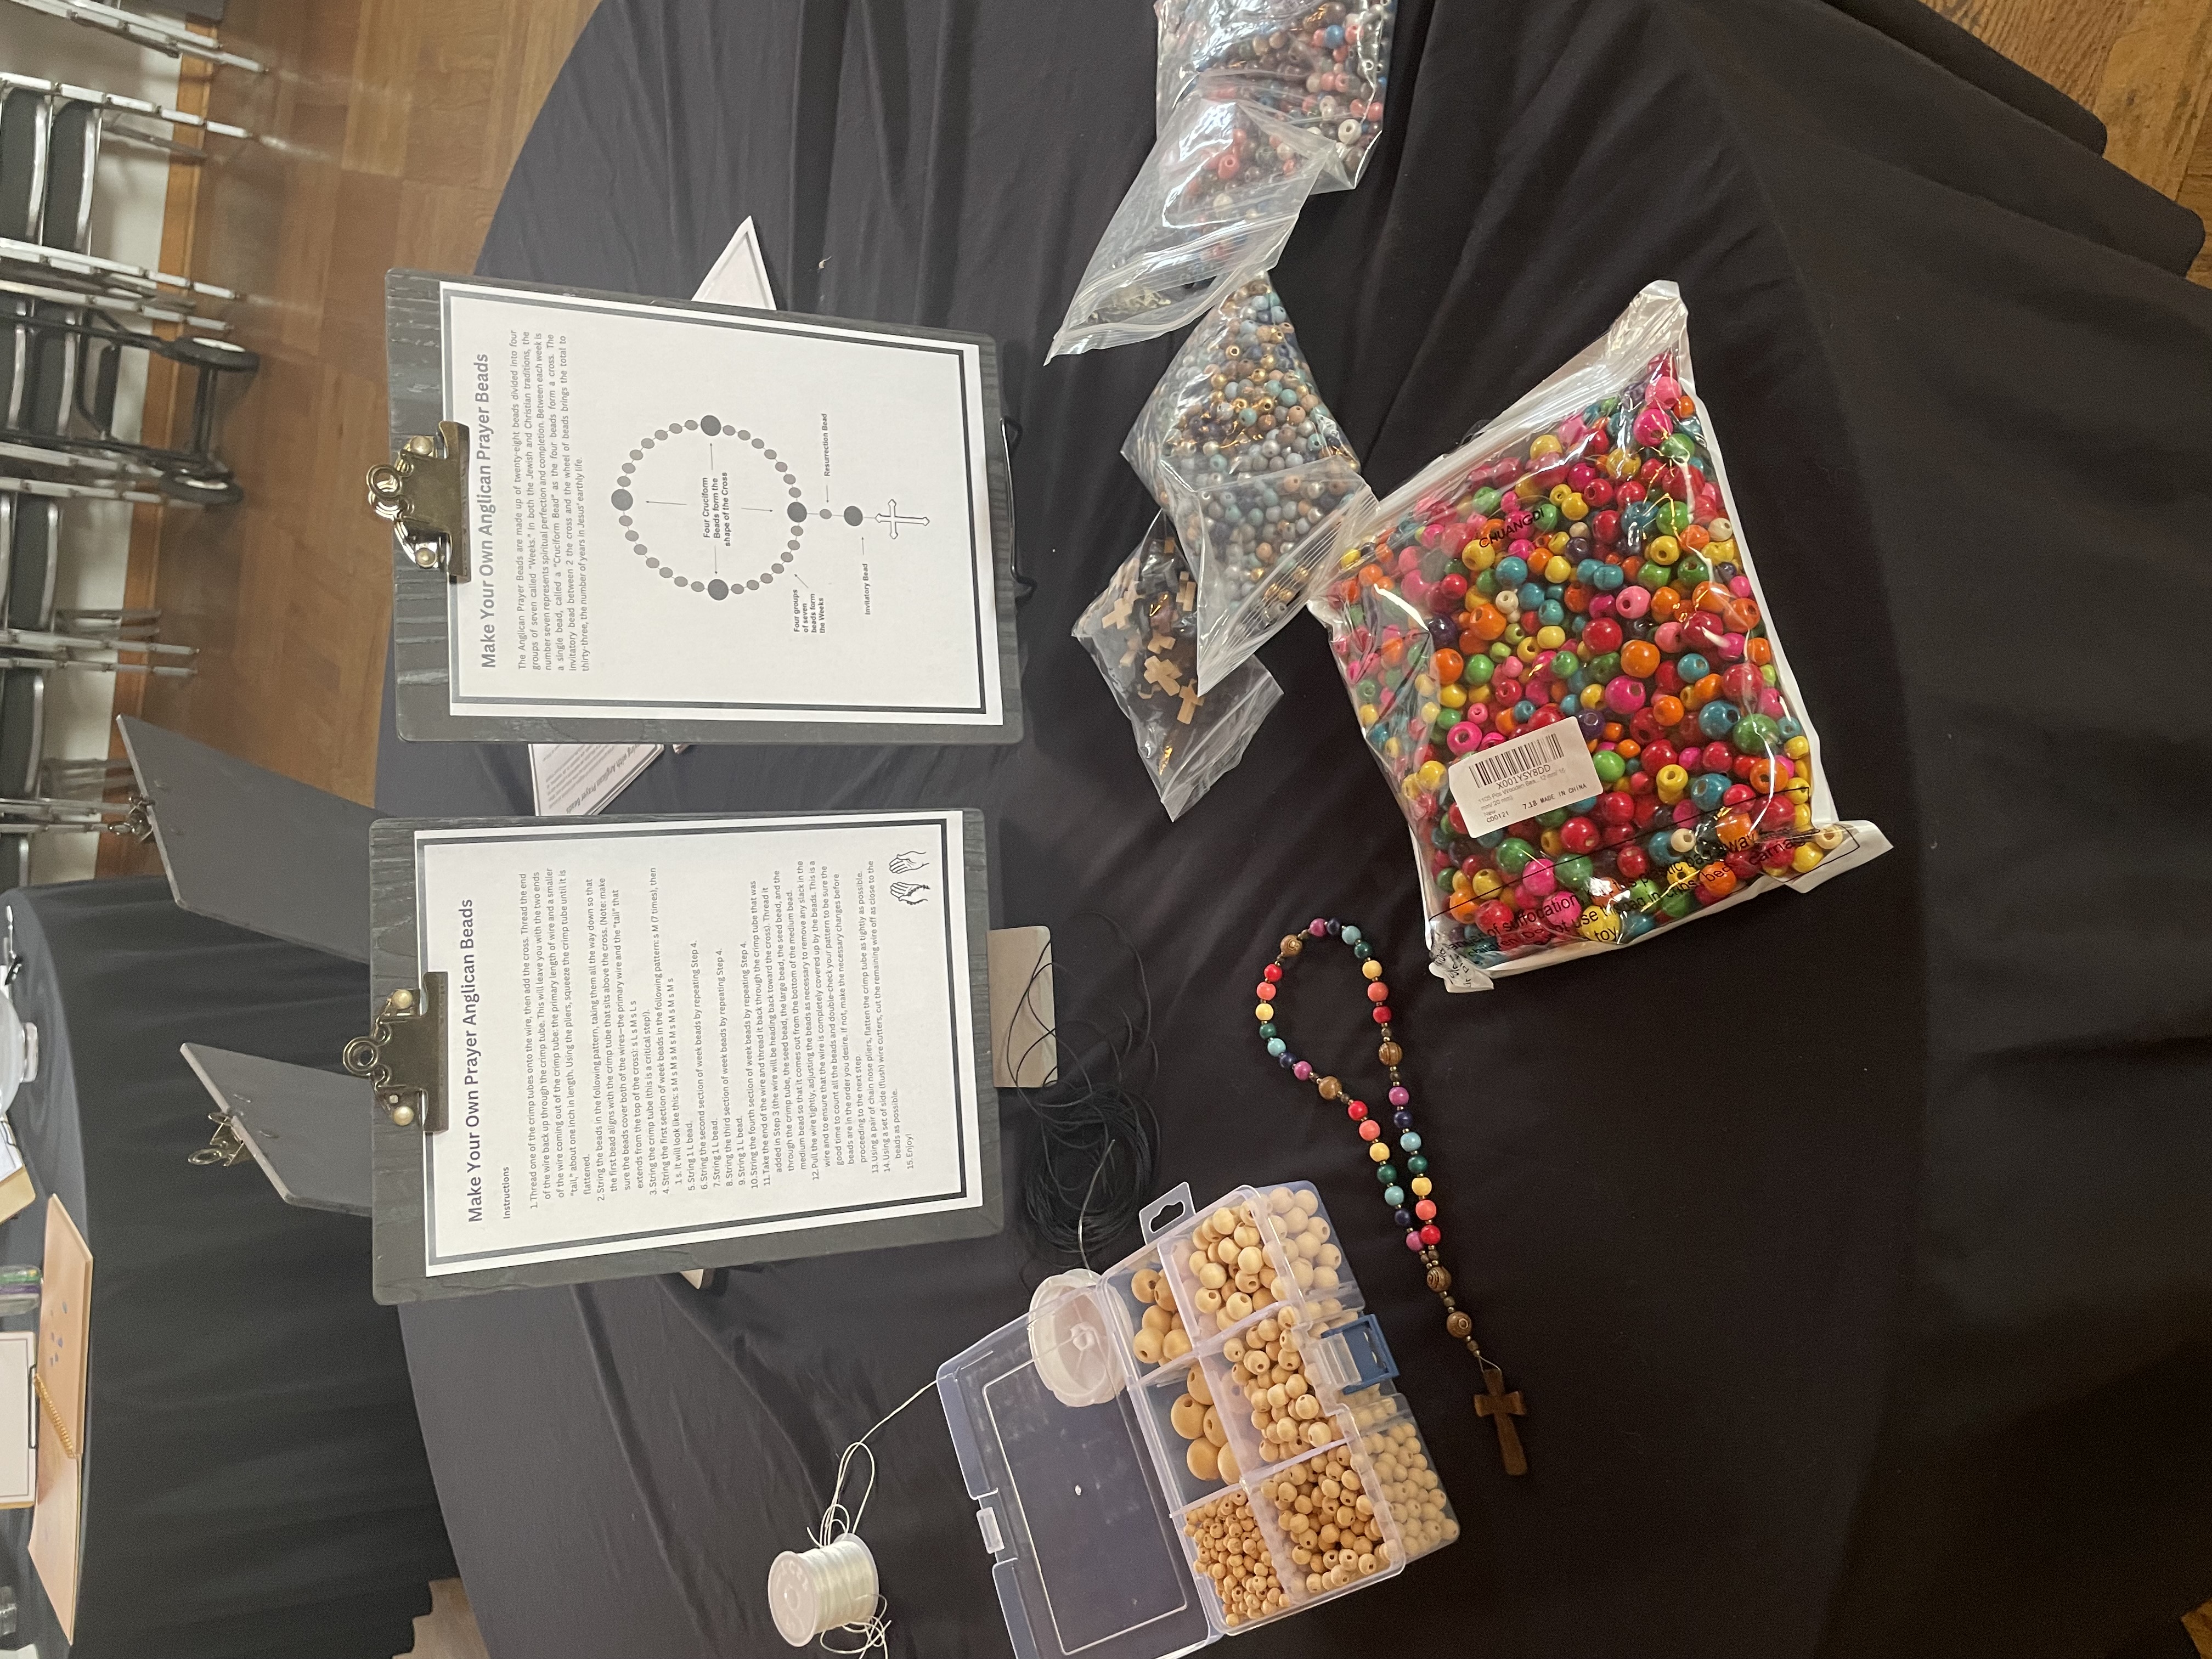 Make Your Own Prayer Anglican Beads
Instructions
1. Thread one of the crimp tubes onto the wire, then add the cross. Thread the end
of the wire back up through the crimp tube. This will leave you with the two ends
of the wire coming out of the crimp tube: the primary length of wire and a smaller
"tail," about one inch in length. Using the pliers, squeeze the crimp tube until it is
flattened.
2. String the beads in the following pattern, taking them all the way down so that
the first bead aligns with the crimp tube that sits above the cross. (Note: make
sure the beads cover both of the wires—the primary wire and the "tail" that
extends from the top of the cross): s L s M s L s
3. String the crimp tube (this is a critical step!).
4. String the first section of week beads in the following pattern: s M (7 times), then
1 s. It will look like this: s M s M s M s M s M s M s M s
5. String 1 L bead.
6. String the second section of week beads by repeating Step 4.
7. String 1 L bead.
8. String the third section of week beads by repeating Step 4.
9. String 1 L bead.
10. String the fourth section of week beads by repeating Step 4.
11. Take the end of the wire and thread it back through the crimp tube that was
added in Step 3 (the wire will be heading back toward the cross). Thread it
through the crimp tube, the seed bead, the large bead, the seed bead, and the
medium bead so that it comes out from the bottom of the medium bead.
12. Pull the wire tightly, adjusting the beads as necessary to remove any slack in the
wire and to ensure that the wire is completely covered up by the beads. This is a
good time to count all the beads and double-check your pattern to be sure the
beads are in the order you desire. If not, make the necessary changes before
proceeding to the next step.
13. Using a pair of chain nose pliers, flatten the crimp tube as tightly as possible.
14. Using a set of side (flush) wire cutters, cut the remaining wire off as close to the
beads as possible.
15. Enjoy!
Make Your Own Anglican Prayer Beads
The Anglican Prayer Beads are made up of twenty-eight beads divided into four
groups of seven called "Weeks." In both the Jewish and Christian traditions, the
number seven represents spiritual perfection and completion. Between each week is
a single bead, called a "Cruciform Bead" as the four beads form a cross. The
invitatory bead between 2 the cross and the wheel of beads brings the total to
thirty-three, the number of years in Jesus' earthly life.
Four Cruciform
Beads form the
shape of the Cross
Four groups
of seven
beads form
the Weeks
Resurrection Bead
Invitatory Bead
with Anglican Prayer Beads
X001YSY8DD
MADE IN CHINA
CHUANGDI
of suffocation
toy